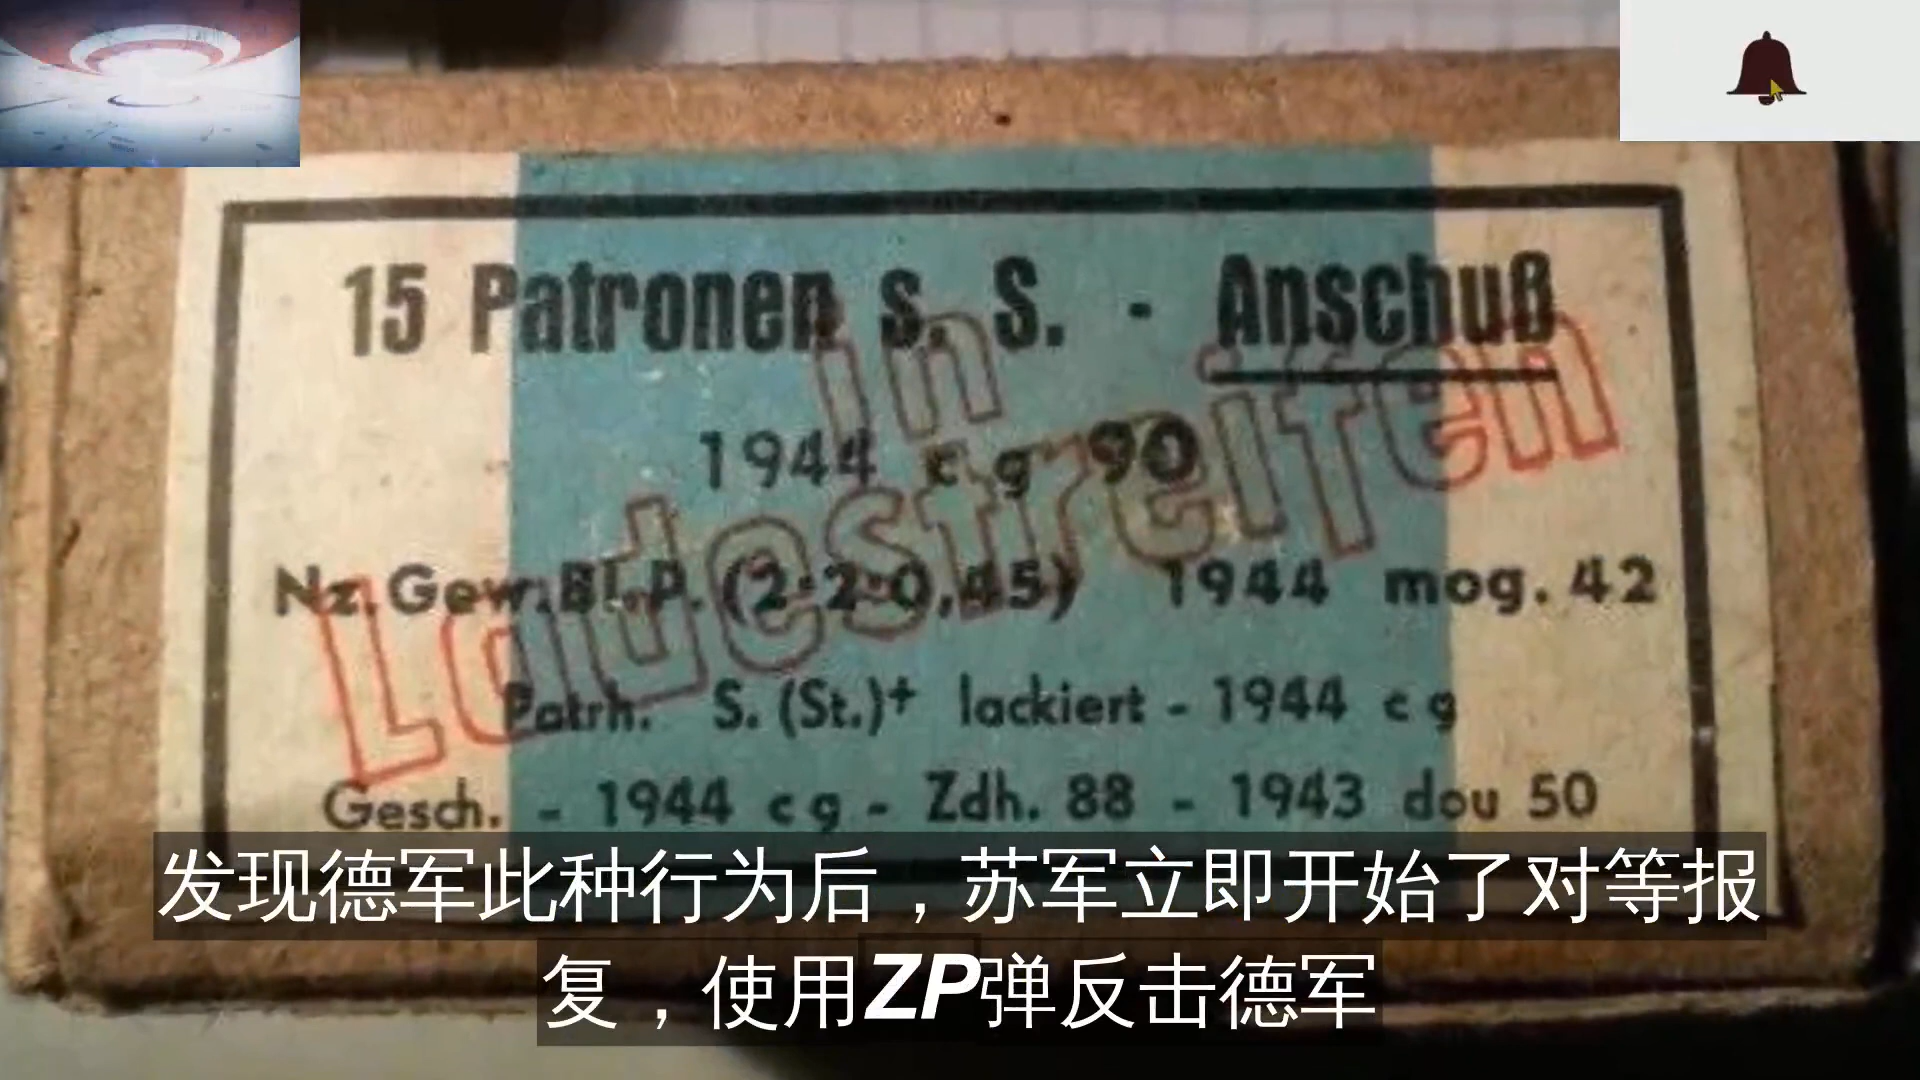 15 Patronen s. S. - Anschuß
in
Ladestreifen
1944 c g 90
Nz.Gew.Bl.P. (2·2·0,45) 1944 mog. 42
Patrh. S. (St.)+ lackiert - 1944 c g
Gesch. - 1944 c g - Zdh. 88 - 1943 dou 50
发现德军此种行为后，苏军立即开始了对等报
复，使用ZP弹反击德军